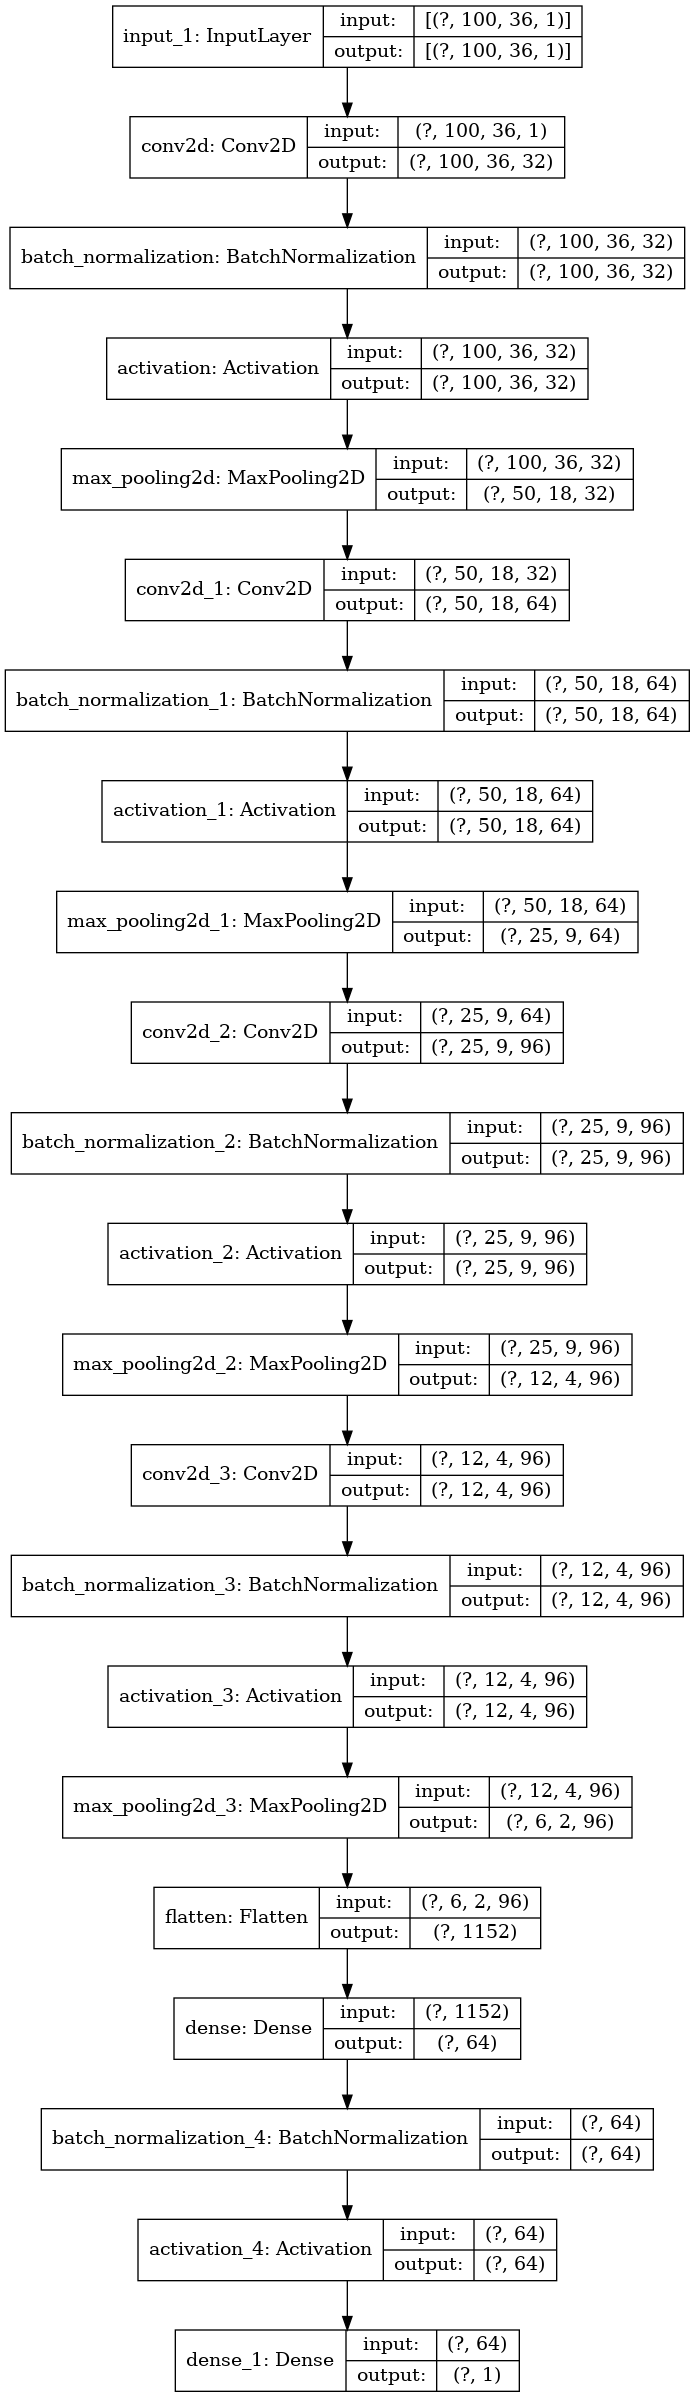 input_1: InputLayer
input: [(?, 100, 36, 1)]
output: [(?, 100, 36, 1)]
conv2d: Conv2D
input: (?, 100, 36, 1)
output: (?, 100, 36, 32)
batch_normalization: BatchNormalization
input: (?, 100, 36, 32)
output: (?, 100, 36, 32)
activation: Activation
input: (?, 100, 36, 32)
output: (?, 100, 36, 32)
max_pooling2d: MaxPooling2D
input: (?, 100, 36, 32)
output: (?, 50, 18, 32)
conv2d_1: Conv2D
input: (?, 50, 18, 32)
output: (?, 50, 18, 64)
batch_normalization_1: BatchNormalization
input: (?, 50, 18, 64)
output: (?, 50, 18, 64)
activation_1: Activation
input: (?, 50, 18, 64)
output: (?, 50, 18, 64)
max_pooling2d_1: MaxPooling2D
input: (?, 50, 18, 64)
output: (?, 25, 9, 64)
conv2d_2: Conv2D
input: (?, 25, 9, 64)
output: (?, 25, 9, 96)
batch_normalization_2: BatchNormalization
input: (?, 25, 9, 96)
output: (?, 25, 9, 96)
activation_2: Activation
input: (?, 25, 9, 96)
output: (?, 25, 9, 96)
max_pooling2d_2: MaxPooling2D
input: (?, 25, 9, 96)
output: (?, 12, 4, 96)
conv2d_3: Conv2D
input: (?, 12, 4, 96)
output: (?, 12, 4, 96)
batch_normalization_3: BatchNormalization
input: (?, 12, 4, 96)
output: (?, 12, 4, 96)
activation_3: Activation
input: (?, 12, 4, 96)
output: (?, 12, 4, 96)
max_pooling2d_3: MaxPooling2D
input: (?, 12, 4, 96)
output: (?, 6, 2, 96)
flatten: Flatten
input: (?, 6, 2, 96)
output: (?, 1152)
dense: Dense
input: (?, 1152)
output: (?, 64)
batch_normalization_4: BatchNormalization
input: (?, 64)
output: (?, 64)
activation_4: Activation
input: (?, 64)
output: (?, 64)
dense_1: Dense
input: (?, 64)
output: (?, 1)